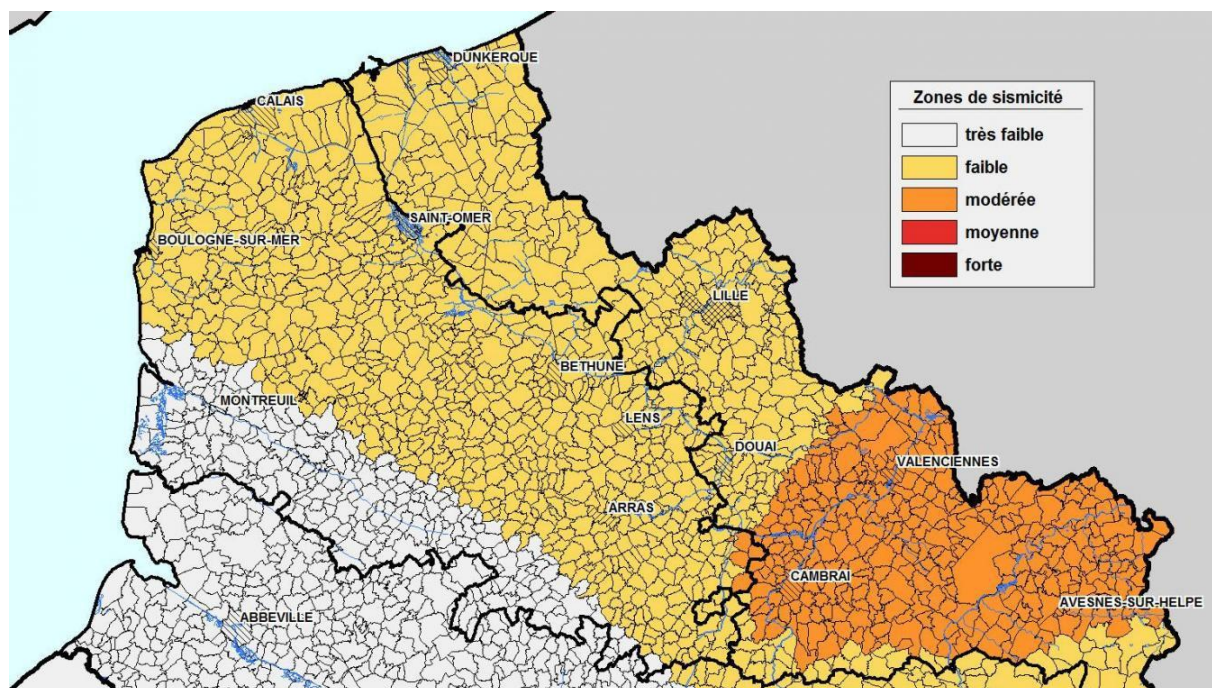 DUNKERQUE
CALAIS
Zones de sismicité
très faible
faible
modérée
moyenne
forte
SAINT-OMER
BOULOGNE-SUR-MER
LILLE
BETHUNE
MONTREUIL
LENS
DOUAI
VALENCIENNES
ARRAS
CAMBRAI
AVESNES-SUR-HELPE
ABBEVILLE